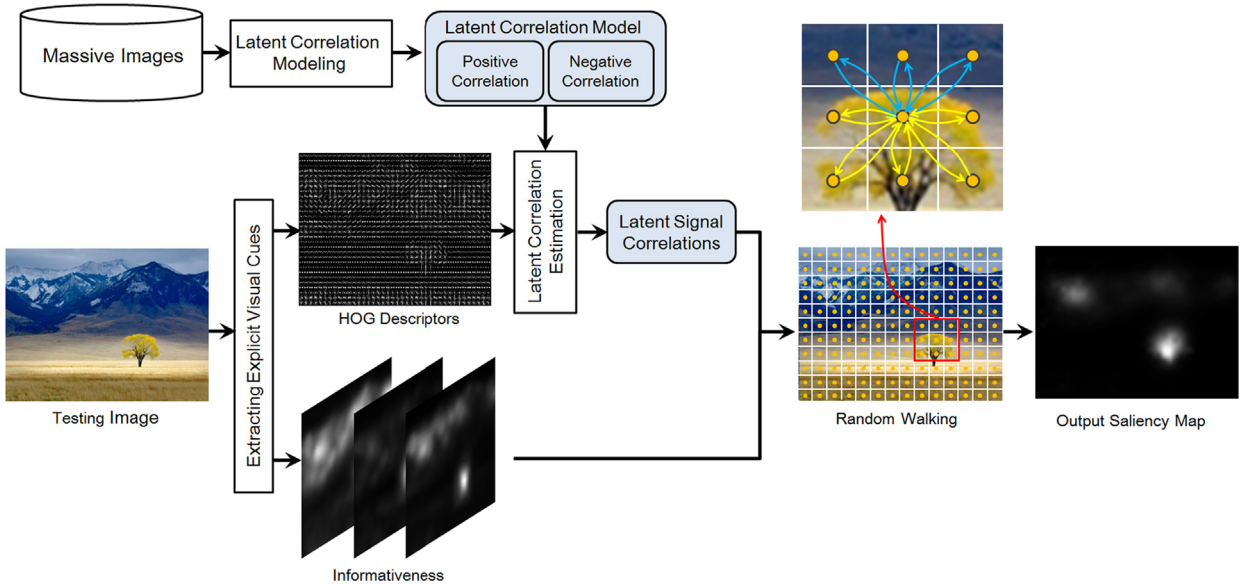 Massive Images
Latent Correlation
Modeling
Latent Correlation Model
Positive
Correlation
Negative
Correlation
Extracting Explicit Visual Cues
HOG Descriptors
Latent Correlation
Estimation
Latent Signal
Correlations
Testing Image
Informativeness
Random Walking
Output Saliency Map